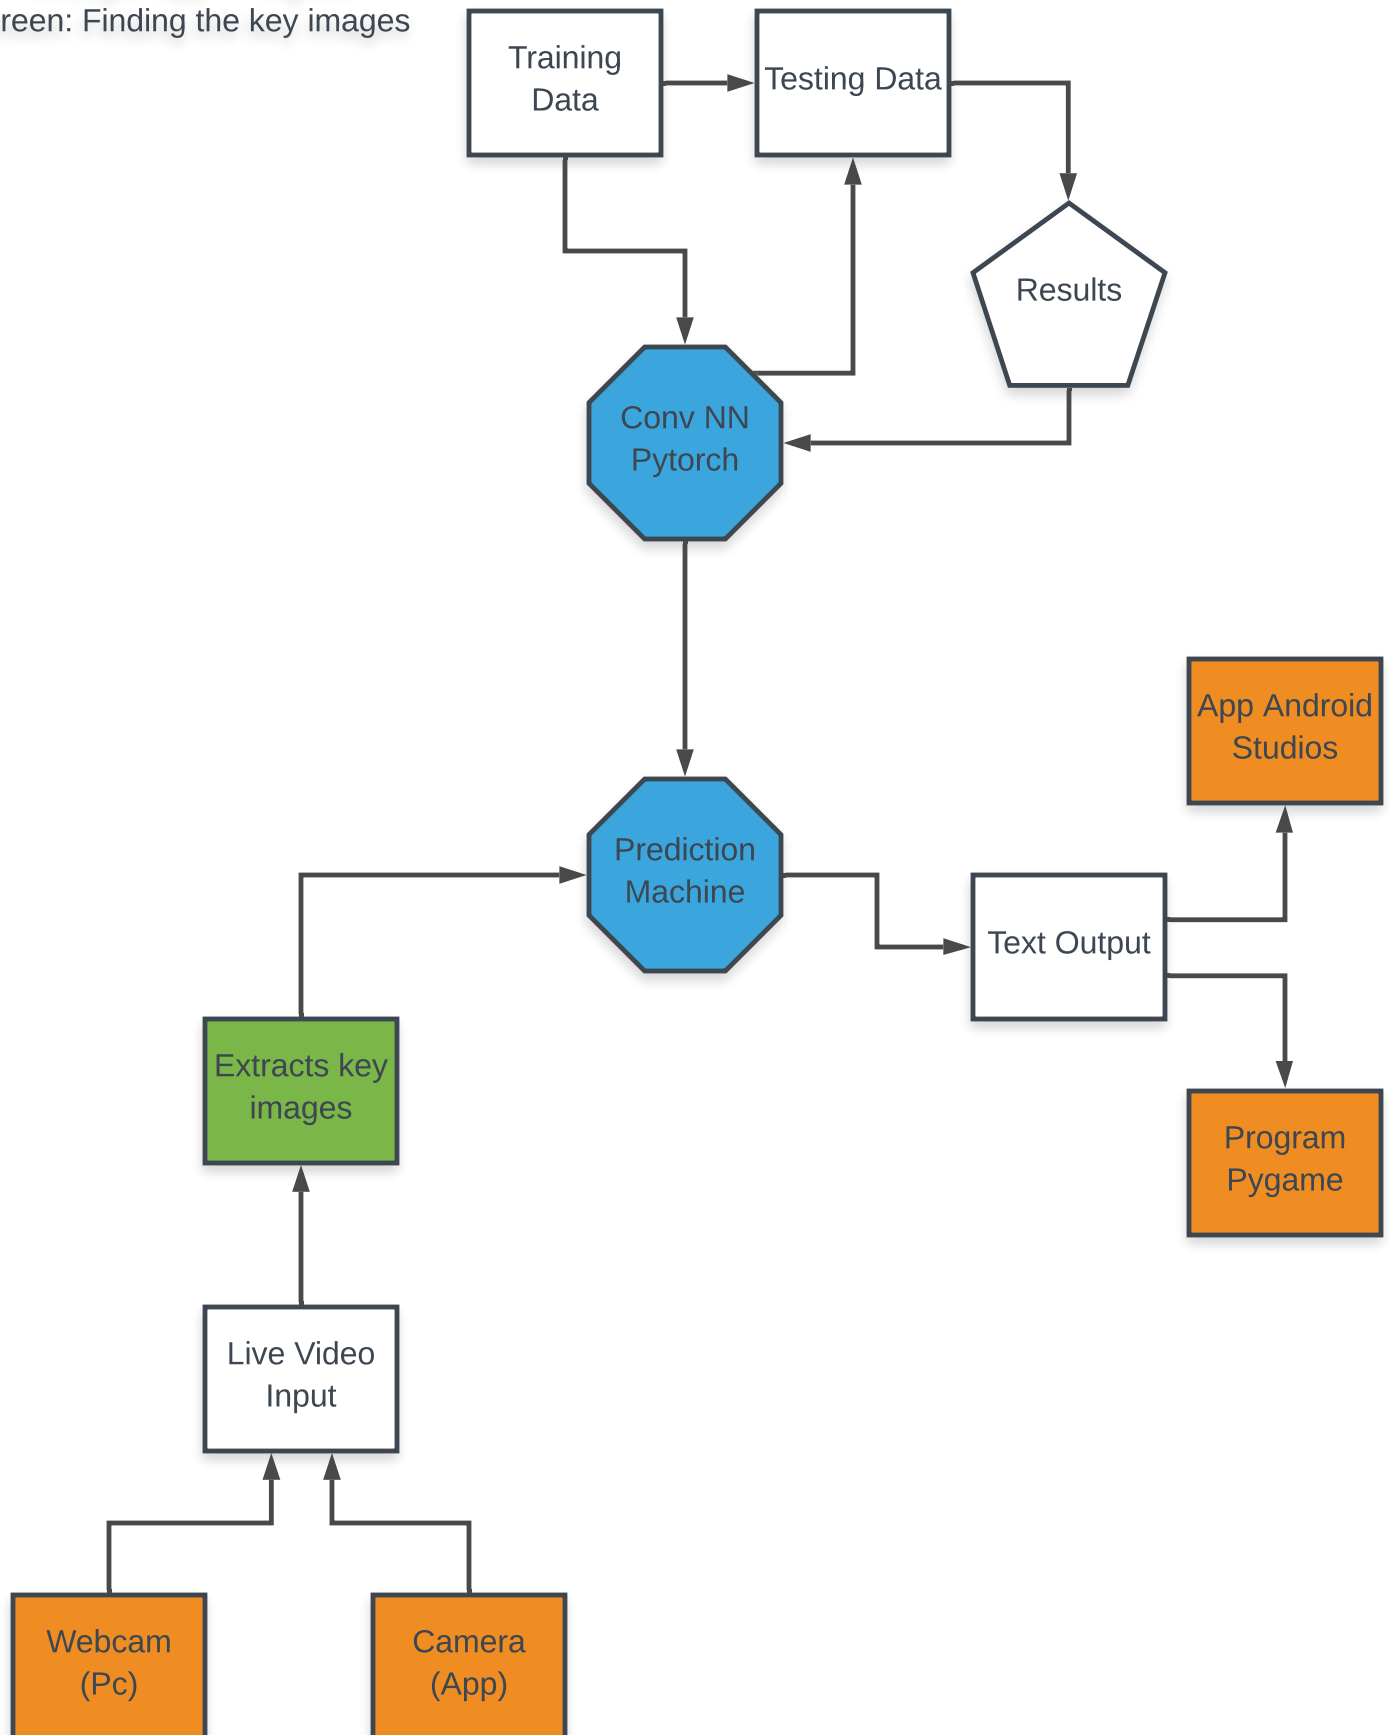 reen: Finding the key images
Training
Data
Testing Data
Results
Conv NN
Pytorch
App Android
Studios
Prediction
Machine
Text Output
Extracts key
images
Program
Pygame
Live Video
Input
Webcam
(Pc)
Camera
(App)